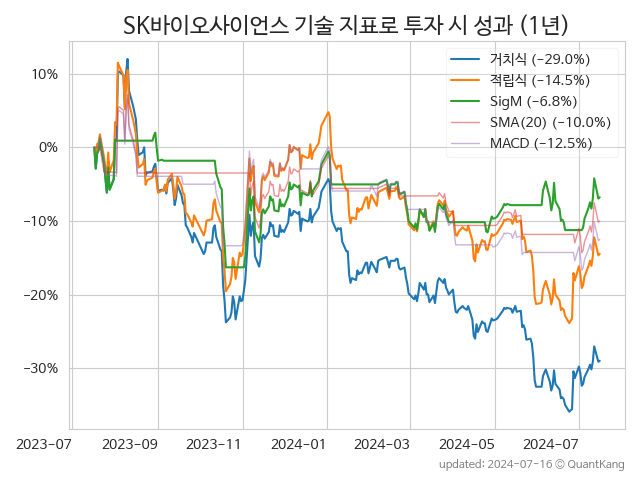 SK바이오사이언스 기술 지표로 투자 시 성과 (1년)
거치식 (−29.0%)
적립식 (−14.5%)
SigM (−6.8%)
SMA(20) (−10.0%)
MACD (−12.5%)
10%
0%
−10%
−20%
−30%
2023-07 2023-09 2023-11 2024-01 2024-03 2024-05 2024-07
updated: 2024-07-16 © QuantKang